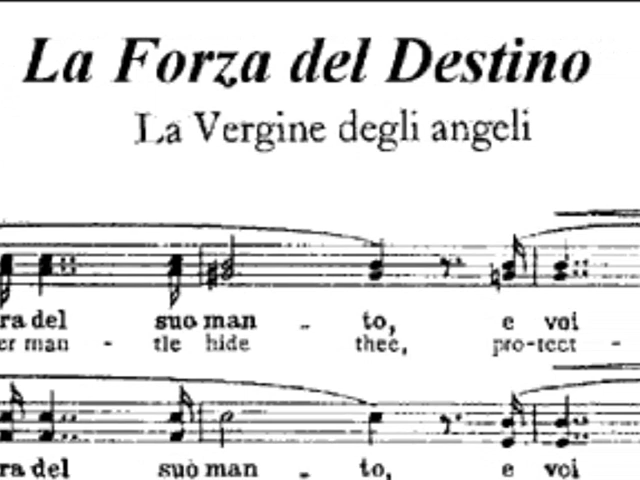 La Forza del Destino
La Vergine degli angeli
ra del suo man - to, e voi
er man - tle hide thee, pro-tect -
ra del suo man - to, e voi